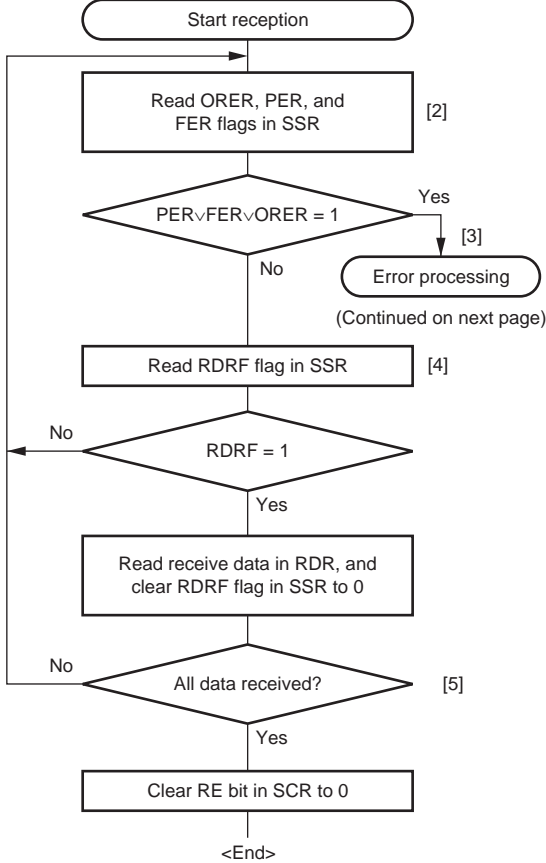 Start reception
Read ORER, PER, and
FER flags in SSR
[2]
PER∨FER∨ORER = 1
Yes
[3]
No
Error processing
(Continued on next page)
Read RDRF flag in SSR
[4]
No
RDRF = 1
Yes
Read receive data in RDR, and
clear RDRF flag in SSR to 0
No
All data received?
[5]
Yes
Clear RE bit in SCR to 0
<End>